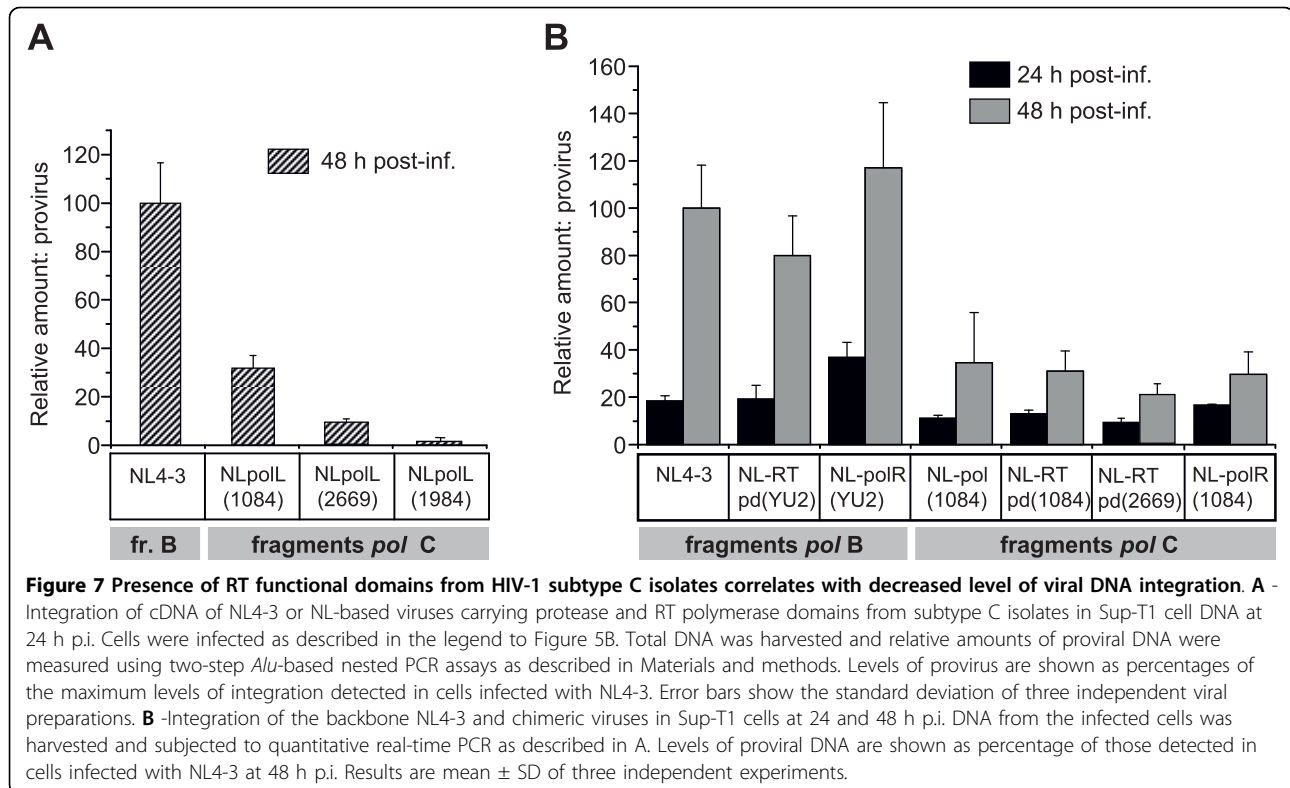 A
B
Relative amount: provirus
120
100
80
60
40
20
0
48 h post-inf.
NL4-3
NLpolL
(1084)
NLpolL
(2669)
NLpolL
(1984)
fr. B
fragments pol C
Relative amount: provirus
160
140
120
100
80
60
40
20
0
24 h post-inf.
48 h post-inf.
NL4-3
NL-RT
pd(YU2)
NL-polR
(YU2)
NL-pol
(1084)
NL-RT
pd(1084)
NL-RT
pd(2669)
NL-polR
(1084)
fragments pol B
fragments pol C
Figure 7 Presence of RT functional domains from HIV-1 subtype C isolates correlates with decreased level of viral DNA integration. A -
Integration of cDNA of NL4-3 or NL-based viruses carrying protease and RT polymerase domains from subtype C isolates in Sup-T1 cell DNA at
24 h p.i. Cells were infected as described in the legend to Figure 5B. Total DNA was harvested and relative amounts of proviral DNA were
measured using two-step Alu-based nested PCR assays as described in Materials and methods. Levels of provirus are shown as percentages of
the maximum levels of integration detected in cells infected with NL4-3. Error bars show the standard deviation of three independent viral
preparations. B -Integration of the backbone NL4-3 and chimeric viruses in Sup-T1 cells at 24 and 48 h p.i. DNA from the infected cells was
harvested and subjected to quantitative real-time PCR as described in A. Levels of proviral DNA are shown as percentage of those detected in
cells infected with NL4-3 at 48 h p.i. Results are mean ± SD of three independent experiments.